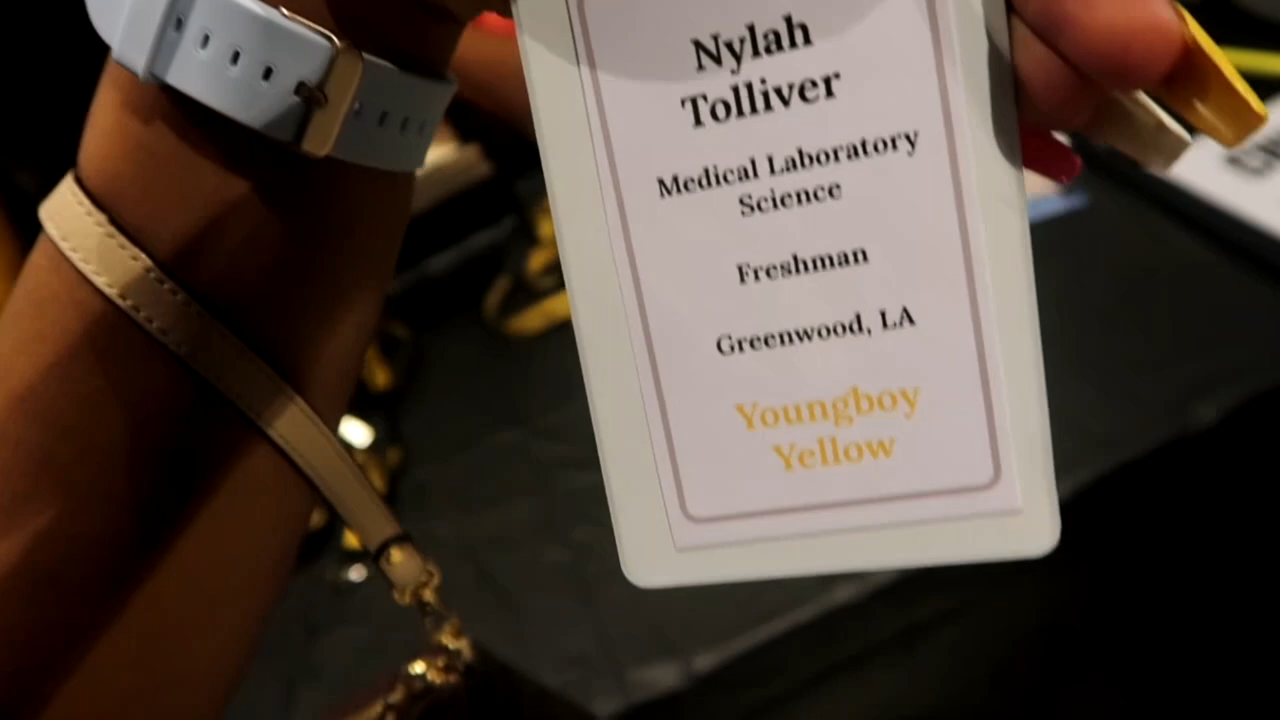 Nylah
Tolliver
Medical Laboratory
Science
Freshman
Greenwood, LA
Youngboy
Yellow